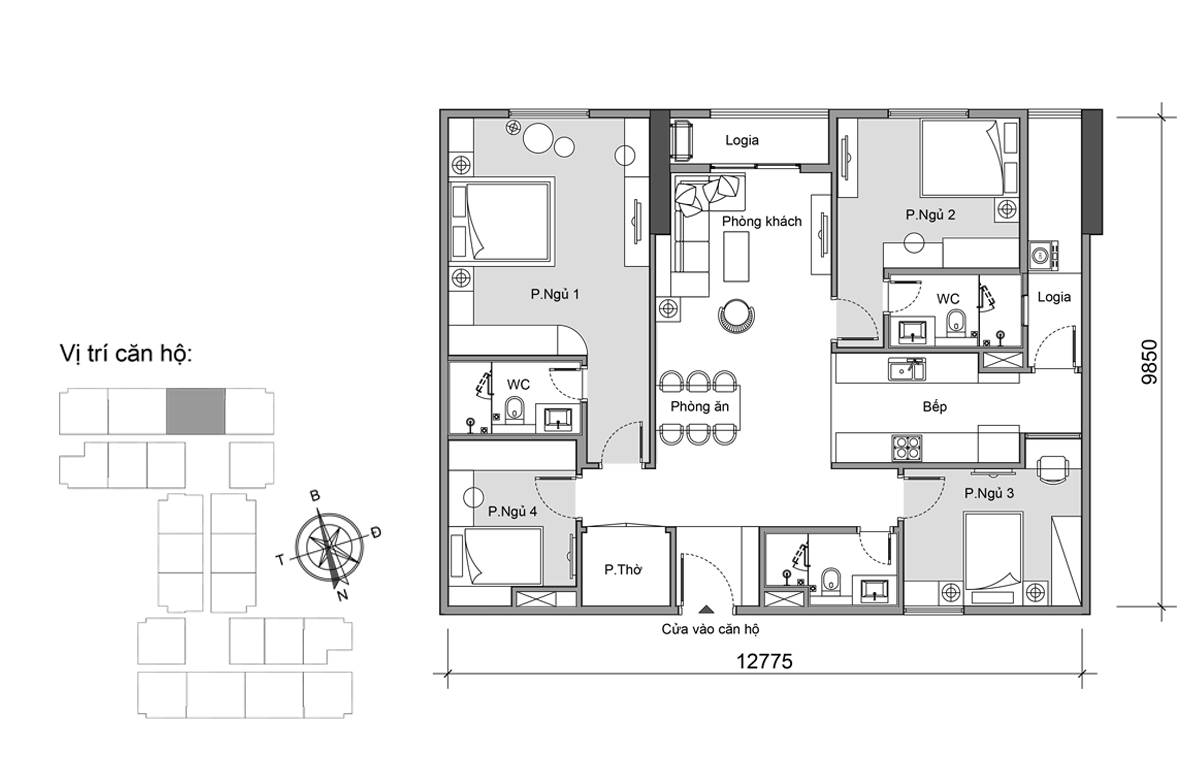 Logia
Phòng khách
P.Ngủ 2
P.Ngủ 1
WC
Logia
Vị trí căn hộ:
9850
WC
Phòng ăn
Bếp
P.Ngủ 3
B
P.Ngủ 4
Đ
T
P.Thờ
N
Cửa vào căn hộ
12775